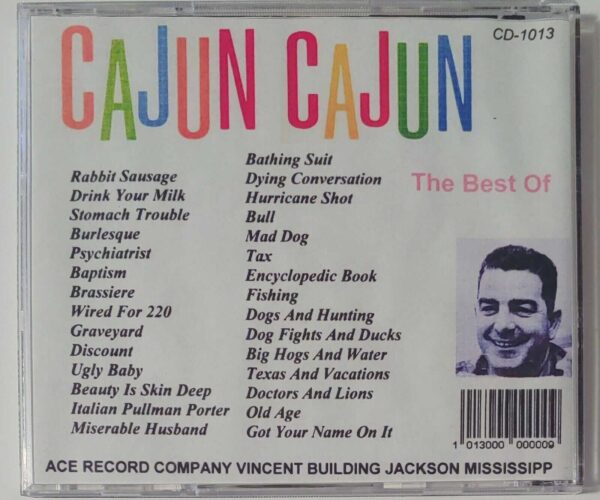 CD-1013
CAJUN CAJUN
The Best Of
Rabbit Sausage
Drink Your Milk
Stomach Trouble
Burlesque
Psychiatrist
Baptism
Brassiere
Wired For 220
Graveyard
Discount
Ugly Baby
Beauty Is Skin Deep
Italian Pullman Porter
Miserable Husband
Bathing Suit
Dying Conversation
Hurricane Shot
Bull
Mad Dog
Tax
Encyclopedic Book
Fishing
Dogs And Hunting
Dog Fights And Ducks
Big Hogs And Water
Texas And Vacations
Doctors And Lions
Old Age
Got Your Name On It
1 013000 000009
ACE RECORD COMPANY VINCENT BUILDING JACKSON MISSISSIPP